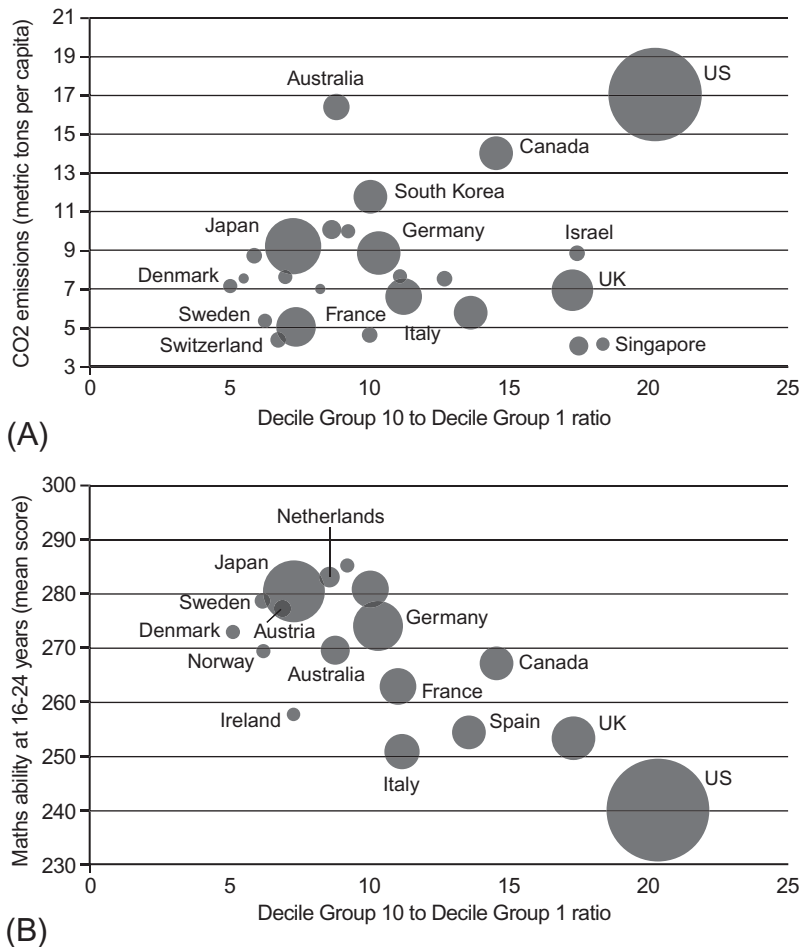 CO2 emissions (metric tons per capita)
21
19
17
15
13
11
9
7
5
3
Australia
US
Canada
South Korea
Japan
Germany
Israel
Denmark
UK
Sweden
France
Italy
Switzerland
Singapore
0 5 10 15 20 25
Decile Group 10 to Decile Group 1 ratio
(A)
Maths ability at 16-24 years (mean score)
300
290
280
270
260
250
240
230
Netherlands
Japan
Sweden
Germany
Denmark
Austria
Norway
Australia
Canada
France
Ireland
Spain
UK
Italy
US
0 5 10 15 20 25
Decile Group 10 to Decile Group 1 ratio
(B)